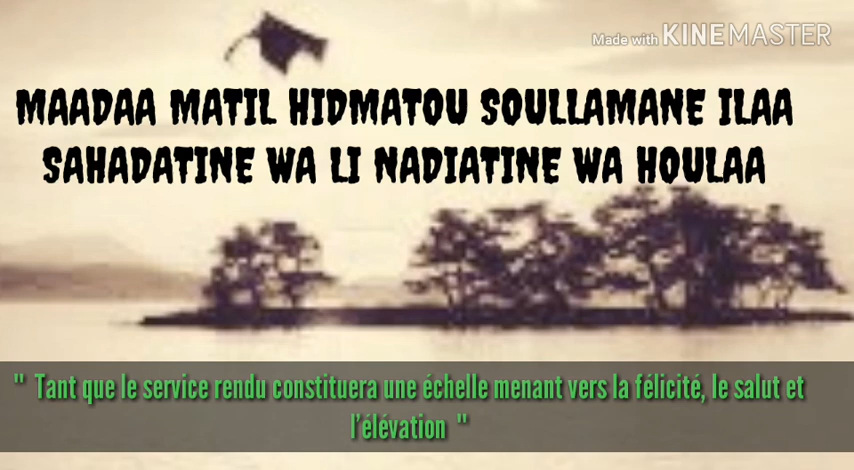 Made with KINEMASTER
MAADAA MATIL HIDMATOU SOULLAMANE ILAA
SAHADATINE WA LI NADIATINE WA HOULAA
" Tant que le service rendu constituera une échelle menant vers la félicité, le salut et
l'élévation "